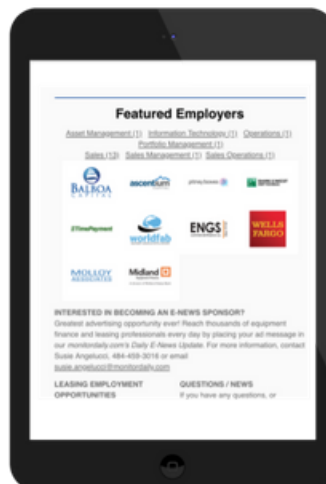 Featured Employers
Asset Management (1) Information Technology (1) Operations (1)
Portfolio Management (1)
Sales (13) Sales Management (1) Sales Operations (1)
BALBOA
CAPITAL
ascentium
pitney bowes
TimePayment
worldfab
ENGS
WELLS
FARGO
MOLLOY
ASSOCIATES
Midland
INTERESTED IN BECOMING AN E-NEWS SPONSOR?
Greatest advertising opportunity ever! Reach thousands of equipment
finance and leasing professionals every day by placing your ad message in
our monitordaily.com's Daily E-News Update. For more information, contact
Susie Angelucci, 484-459-3016 or email
susie.angelucci@monitordaily.com
LEASING EMPLOYMENT
OPPORTUNITIES
QUESTIONS / NEWS
If you have any questions, or